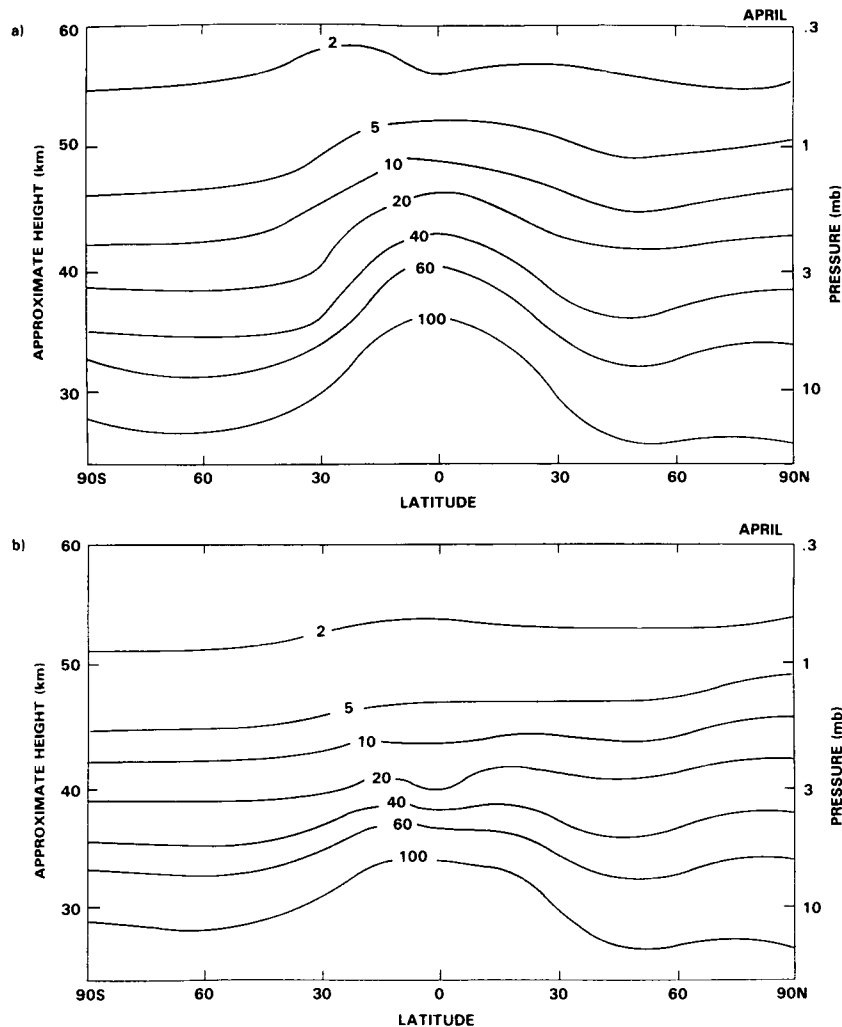 a)
APRIL
60
50
40
30
APPROXIMATE HEIGHT (km)
2
5
10
20
40
60
100
.3
1
3
10
PRESSURE (mb)
90S 60 30 0 30 60 90N
LATITUDE
b)
APRIL
60
50
40
30
APPROXIMATE HEIGHT (km)
2
5
10
20
40
60
100
.3
1
3
10
PRESSURE (mb)
90S 60 30 0 30 60 90N
LATITUDE